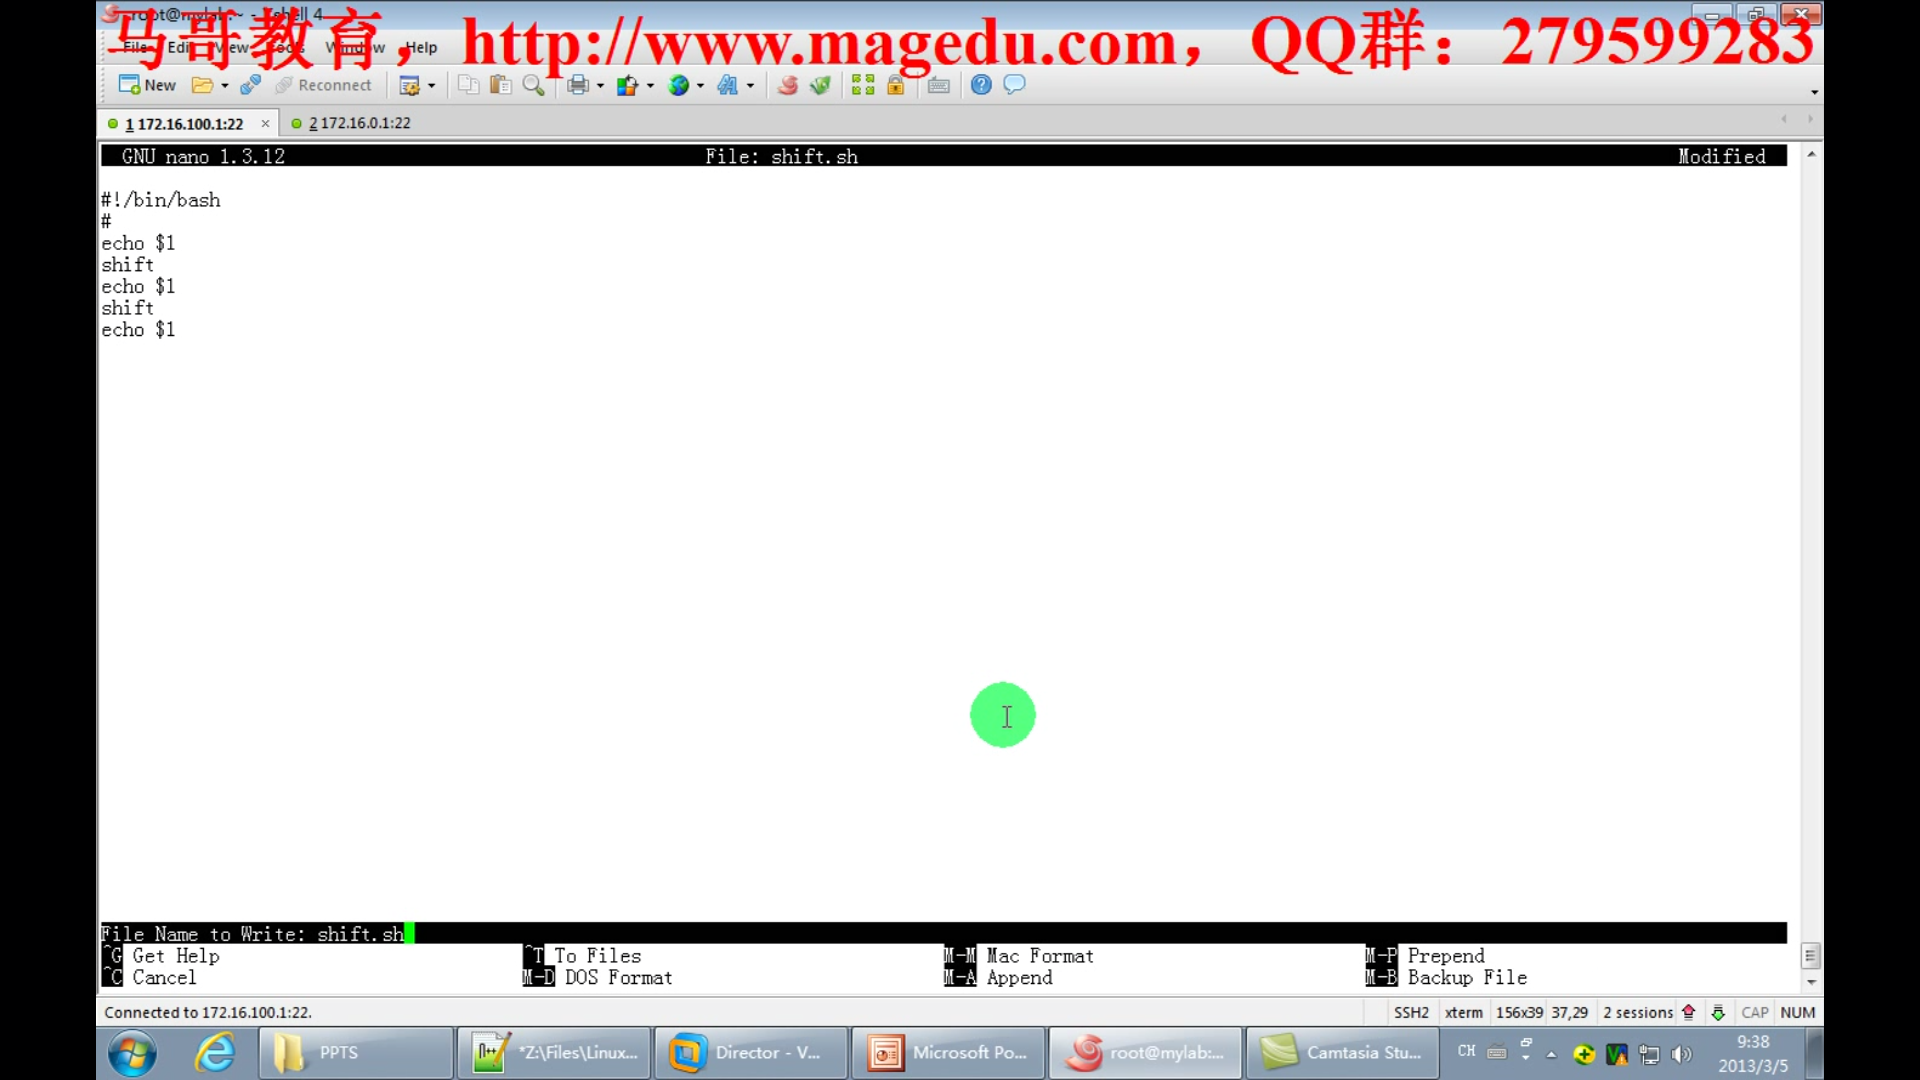 马哥教育，http://www.magedu.com，QQ群：279599283
root@mylab:~ - Xshell 4
File Edit View Tools Window Help
New Reconnect
1 172.16.100.1:22 × 2 172.16.0.1:22
GNU nano 1.3.12 File: shift.sh Modified
#!/bin/bash
#
echo $1
shift
echo $1
shift
echo $1
File Name to Write: shift.sh
^G Get Help ^T To Files M-M Mac Format M-P Prepend
^C Cancel M-D DOS Format M-A Append M-B Backup File
Connected to 172.16.100.1:22. SSH2 xterm 156x39 37,29 2 sessions CAP NUM
PPTS *Z:\Files\Linux... Director - V... Microsoft Po... root@mylab:... Camtasia Stu... CH 9:38
2013/3/5